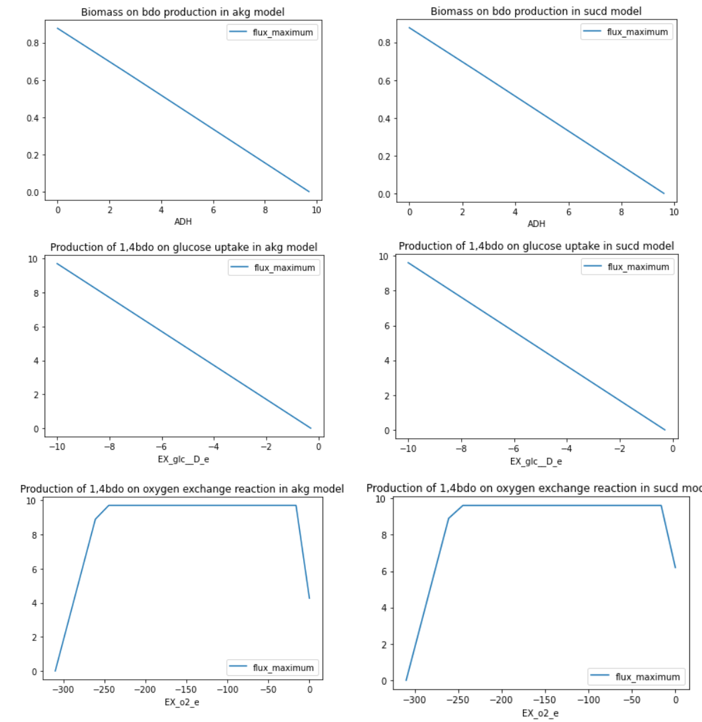 Biomass on bdo production in akg model
flux_maximum
0.8
0.6
0.4
0.2
0.0
0 2 4 6 8 10
ADH
Biomass on bdo production in sucd model
flux_maximum
0.8
0.6
0.4
0.2
0.0
0 2 4 6 8 10
ADH
Production of 1,4bdo on glucose uptake in akg model
flux_maximum
10
8
6
4
2
0
−10 −8 −6 −4 −2 0
EX_glc__D_e
Production of 1,4bdo on glucose uptake in sucd model
flux_maximum
10
8
6
4
2
0
−10 −8 −6 −4 −2 0
EX_glc__D_e
Production of 1,4bdo on oxygen exchange reaction in akg model
10
8
6
4
2
0
flux_maximum
−300 −250 −200 −150 −100 −50 0
EX_o2_e
Production of 1,4bdo on oxygen exchange reaction in sucd moc
10
8
6
4
2
0
flux_maximum
−300 −250 −200 −150 −100 −50 0
EX_o2_e